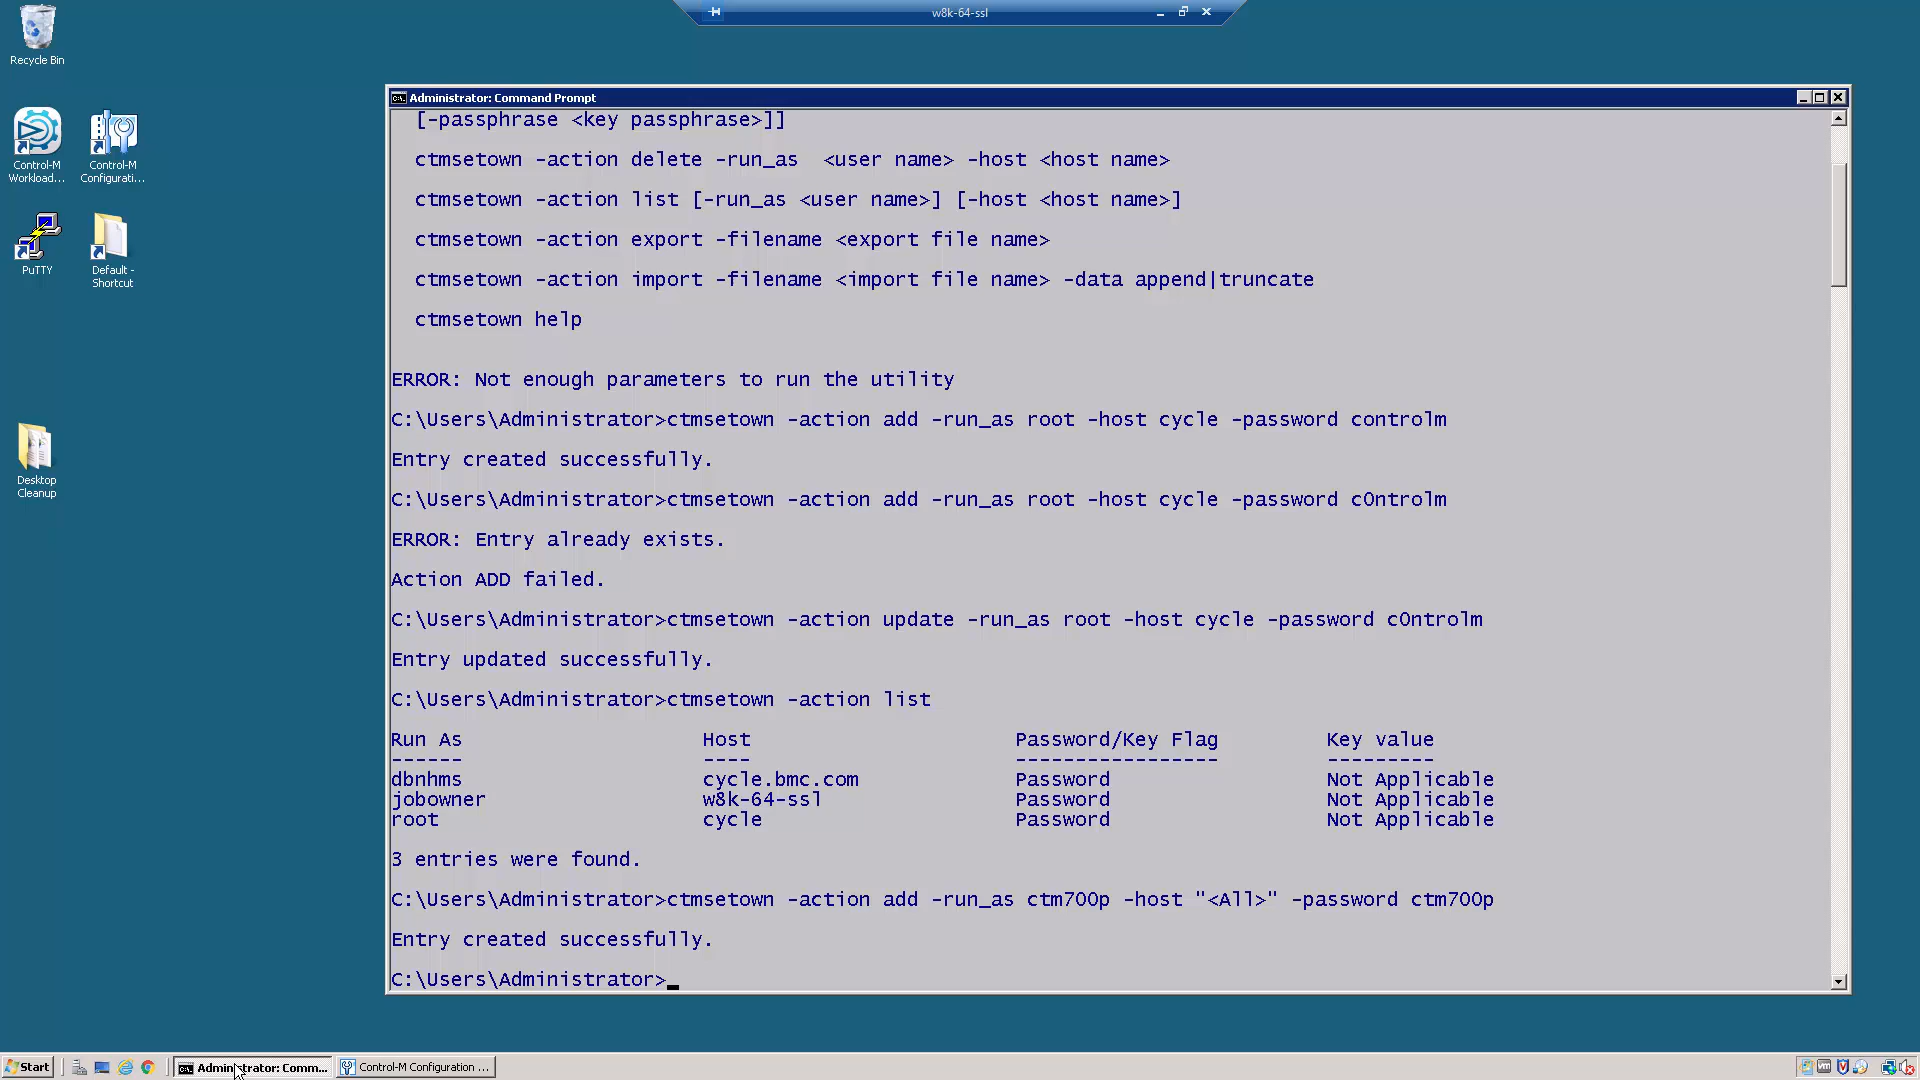 w8k-64-ssl
Recycle Bin
Control-M
Workload...
Control-M
Configurati...
PuTTY
Default -
Shortcut
Desktop
Cleanup
Administrator: Command Prompt
[-passphrase <key passphrase>]]
ctmsetown -action delete -run_as  <user name> -host <host name>
ctmsetown -action list [-run_as <user name>] [-host <host name>]
ctmsetown -action export -filename <export file name>
ctmsetown -action import -filename <import file name> -data append|truncate
ctmsetown help
ERROR: Not enough parameters to run the utility
C:\Users\Administrator>ctmsetown -action add -run_as root -host cycle -password controlm
Entry created successfully.
C:\Users\Administrator>ctmsetown -action add -run_as root -host cycle -password c0ntrolm
ERROR: Entry already exists.
Action ADD failed.
C:\Users\Administrator>ctmsetown -action update -run_as root -host cycle -password c0ntrolm
Entry updated successfully.
C:\Users\Administrator>ctmsetown -action list
Run As Host Password/Key Flag Key value
------ ---- ----------------- ---------
dbnhms cycle.bmc.com Password Not Applicable
jobowner w8k-64-ssl Password Not Applicable
root cycle Password Not Applicable
3 entries were found.
C:\Users\Administrator>ctmsetown -action add -run_as ctm700p -host "<All>" -password ctm700p
Entry created successfully.
C:\Users\Administrator>_
Start
Administrator: Comm...
Control-M Configuration ...